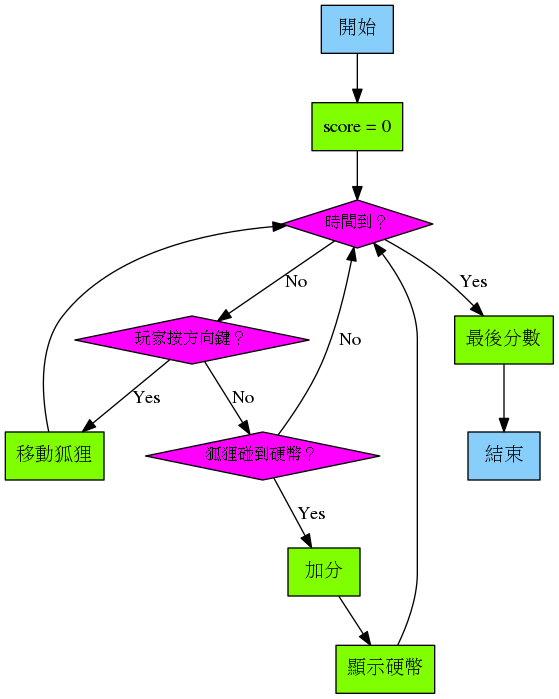 開始
score = 0
時間到？
No
Yes
玩家按方向鍵？
No
最後分數
Yes
No
移動狐狸
狐狸碰到硬幣？
結束
Yes
加分
顯示硬幣